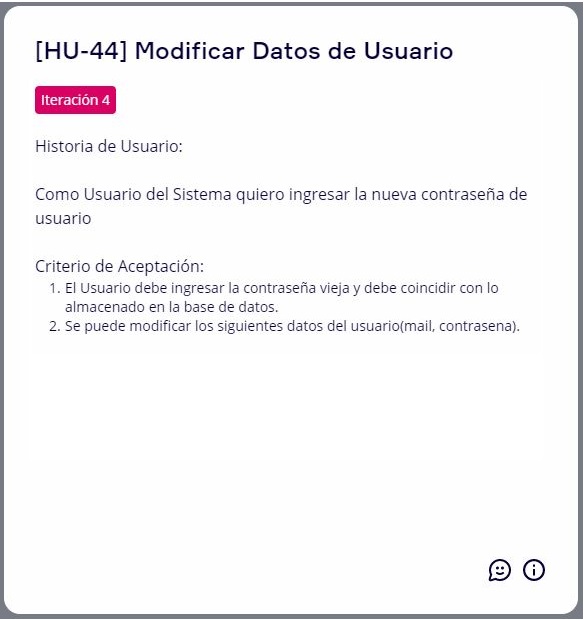 [HU-44] Modificar Datos de Usuario
Iteración 4
Historia de Usuario:
Como Usuario del Sistema quiero ingresar la nueva contraseña de
usuario
Criterio de Aceptación:
1. El Usuario debe ingresar la contraseña vieja y debe coincidir con lo
almacenado en la base de datos.
2. Se puede modificar los siguientes datos del usuario(mail, contrasena).